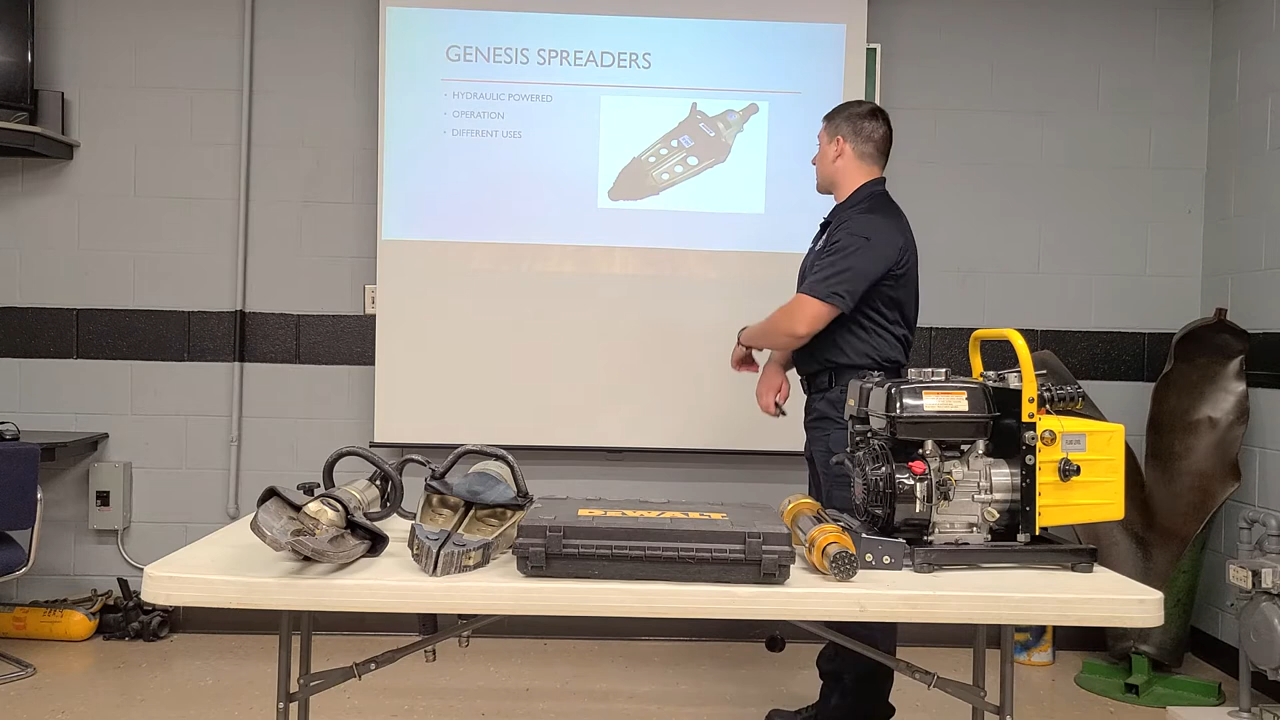 GENESIS SPREADERS
• HYDRAULIC POWERED
• OPERATION
• DIFFERENT USES
DEWALT